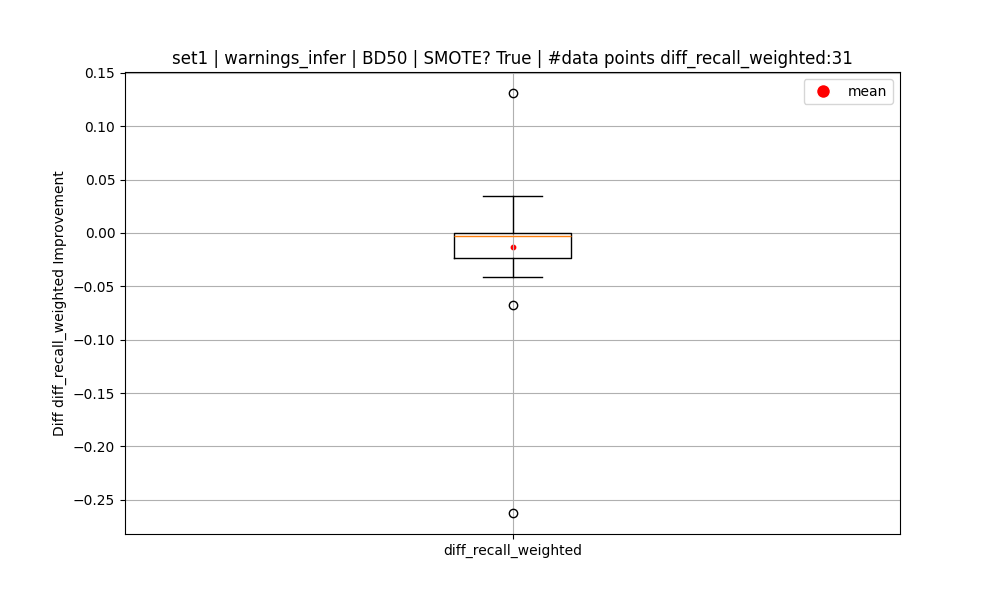 set1 | warnings_infer | BD50 | SMOTE? True | #data points diff_recall_weighted:31
mean
0.15
0.10
0.05
0.00
−0.05
−0.10
−0.15
−0.20
−0.25
Diff diff_recall_weighted Improvement
diff_recall_weighted